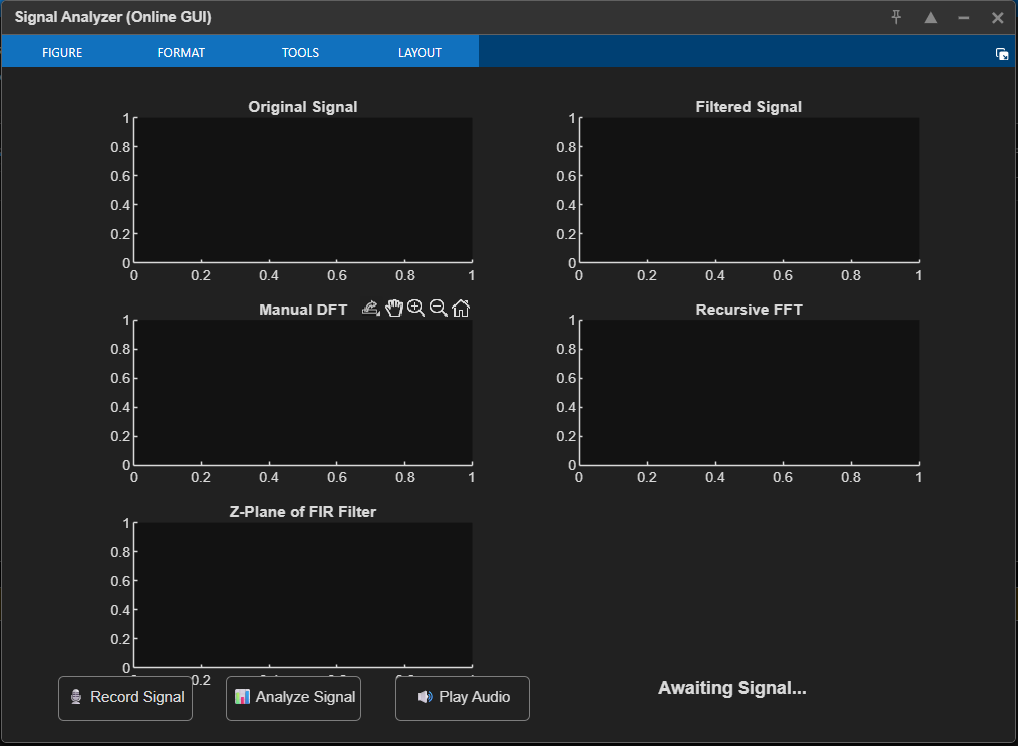 Signal Analyzer (Online GUI)
FIGURE FORMAT TOOLS LAYOUT
Original Signal
1
0.8
0.6
0.4
0.2
0
0 0.2 0.4 0.6 0.8 1
Filtered Signal
1
0.8
0.6
0.4
0.2
0
0 0.2 0.4 0.6 0.8 1
Manual DFT
1
0.8
0.6
0.4
0.2
0
0 0.2 0.4 0.6 0.8 1
Recursive FFT
1
0.8
0.6
0.4
0.2
0
0 0.2 0.4 0.6 0.8 1
Z-Plane of FIR Filter
1
0.8
0.6
0.4
0.2
0
0.2
Record Signal Analyze Signal Play Audio
Awaiting Signal...